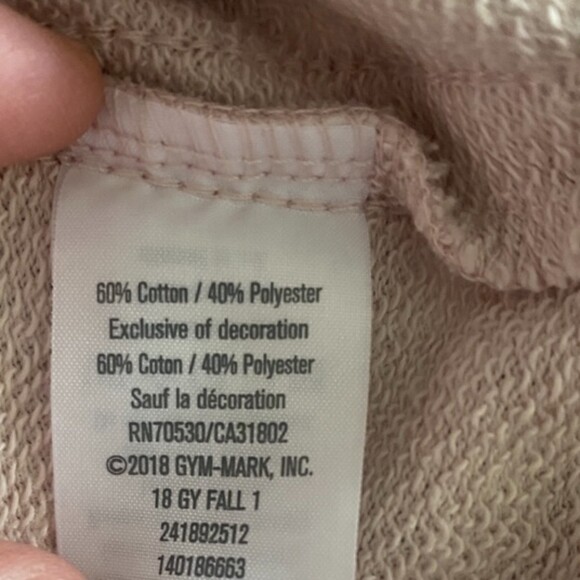 60% Cotton / 40% Polyester
Exclusive of decoration
60% Coton / 40% Polyester
Sauf la décoration
RN70530/CA31802
©2018 GYM-MARK, INC.
18 GY FALL 1
241892512
140186663